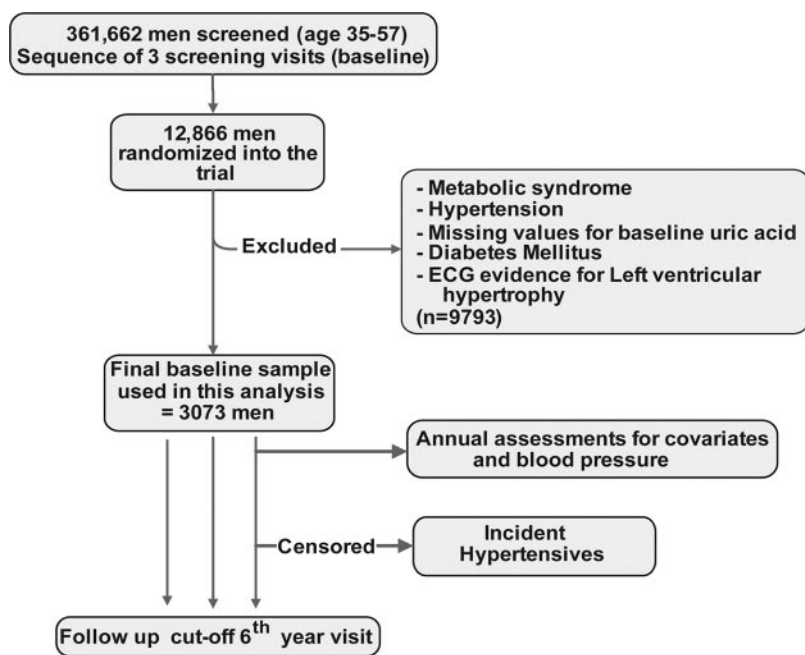 361,662 men screened (age 35-57)
Sequence of 3 screening visits (baseline)
12,866 men
randomized into the
trial
Excluded
- Metabolic syndrome
- Hypertension
- Missing values for baseline uric acid
- Diabetes Mellitus
- ECG evidence for Left ventricular
hypertrophy
(n=9793)
Final baseline sample
used in this analysis
= 3073 men
Annual assessments for covariates
and blood pressure
Censored
Incident
Hypertensives
Follow up cut-off 6th year visit